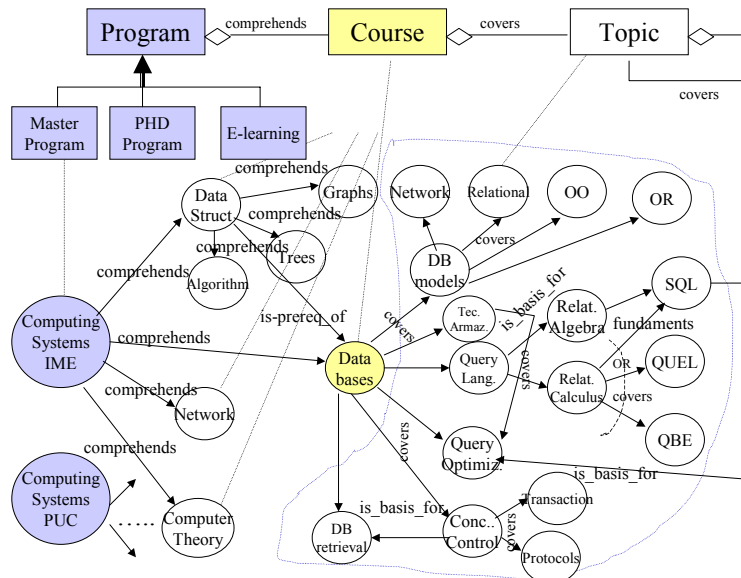 Program
comprehends
Course
covers
Topic
covers
Master
Program
PHD
Program
E-learning
comprehends
Data
Struct
Graphs
comprehends
comprehends
Trees
Algorithm
Network
Relational
OO
OR
covers
DB
models
comprehends
Computing
Systems
IME
comprehends
is-prereq_of
covers
Tec.
Armaz.
is_basis_for
Relat.
Algebra
SQL
fundaments
Data
bases
Query
Lang.
covers
Relat.
Calculus
OR
QUEL
covers
comprehends
Network
QBE
comprehends
covers
Query
Optimiz.
is_basis_for
Computing
Systems
PUC
.....
Computer
Theory
DB
retrieval
is_basis_for
Conc..
Control
covers
Transaction
Protocols